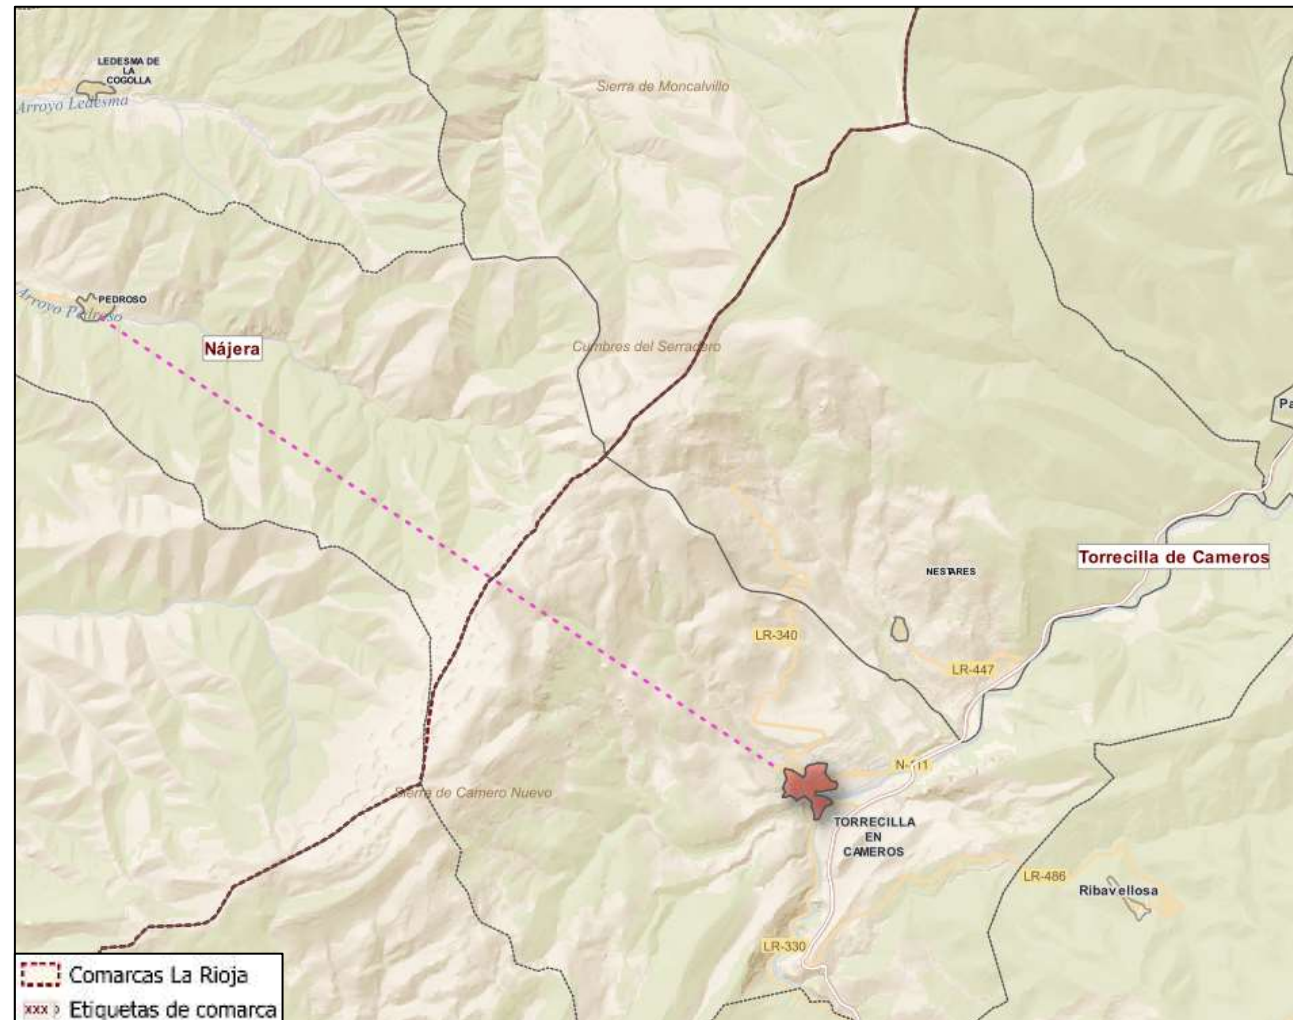 LEDESMA DE
LA
COGOLLA
Arroyo Ledesma
Sierra de Moncalvillo
PEDROSO
Arroyo Pedroso
Nájera
Cumbres del Serradero
Pa
Torrecilla de Cameros
NESTARES
LR-340
LR-447
N-111
Sierra de Camero Nuevo
TORRECILLA
EN
CAMEROS
LR-486
Ribavellosa
LR-330
Comarcas La Rioja
xxx Etiquetas de comarca